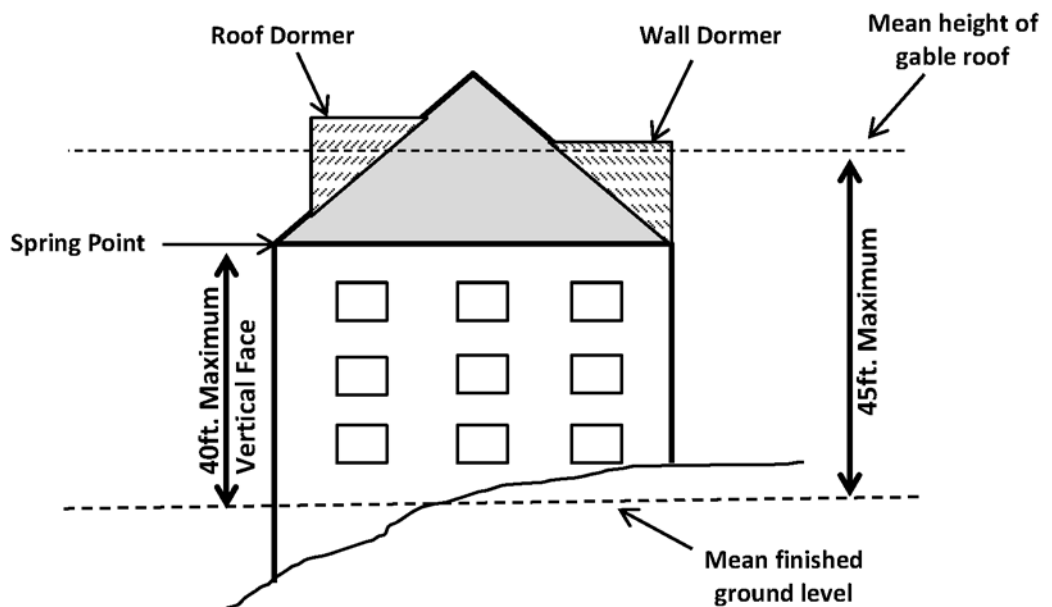 Roof Dormer
Wall Dormer
Mean height of
gable roof
Spring Point
40ft. Maximum
Vertical Face
45ft. Maximum
Mean finished
ground level